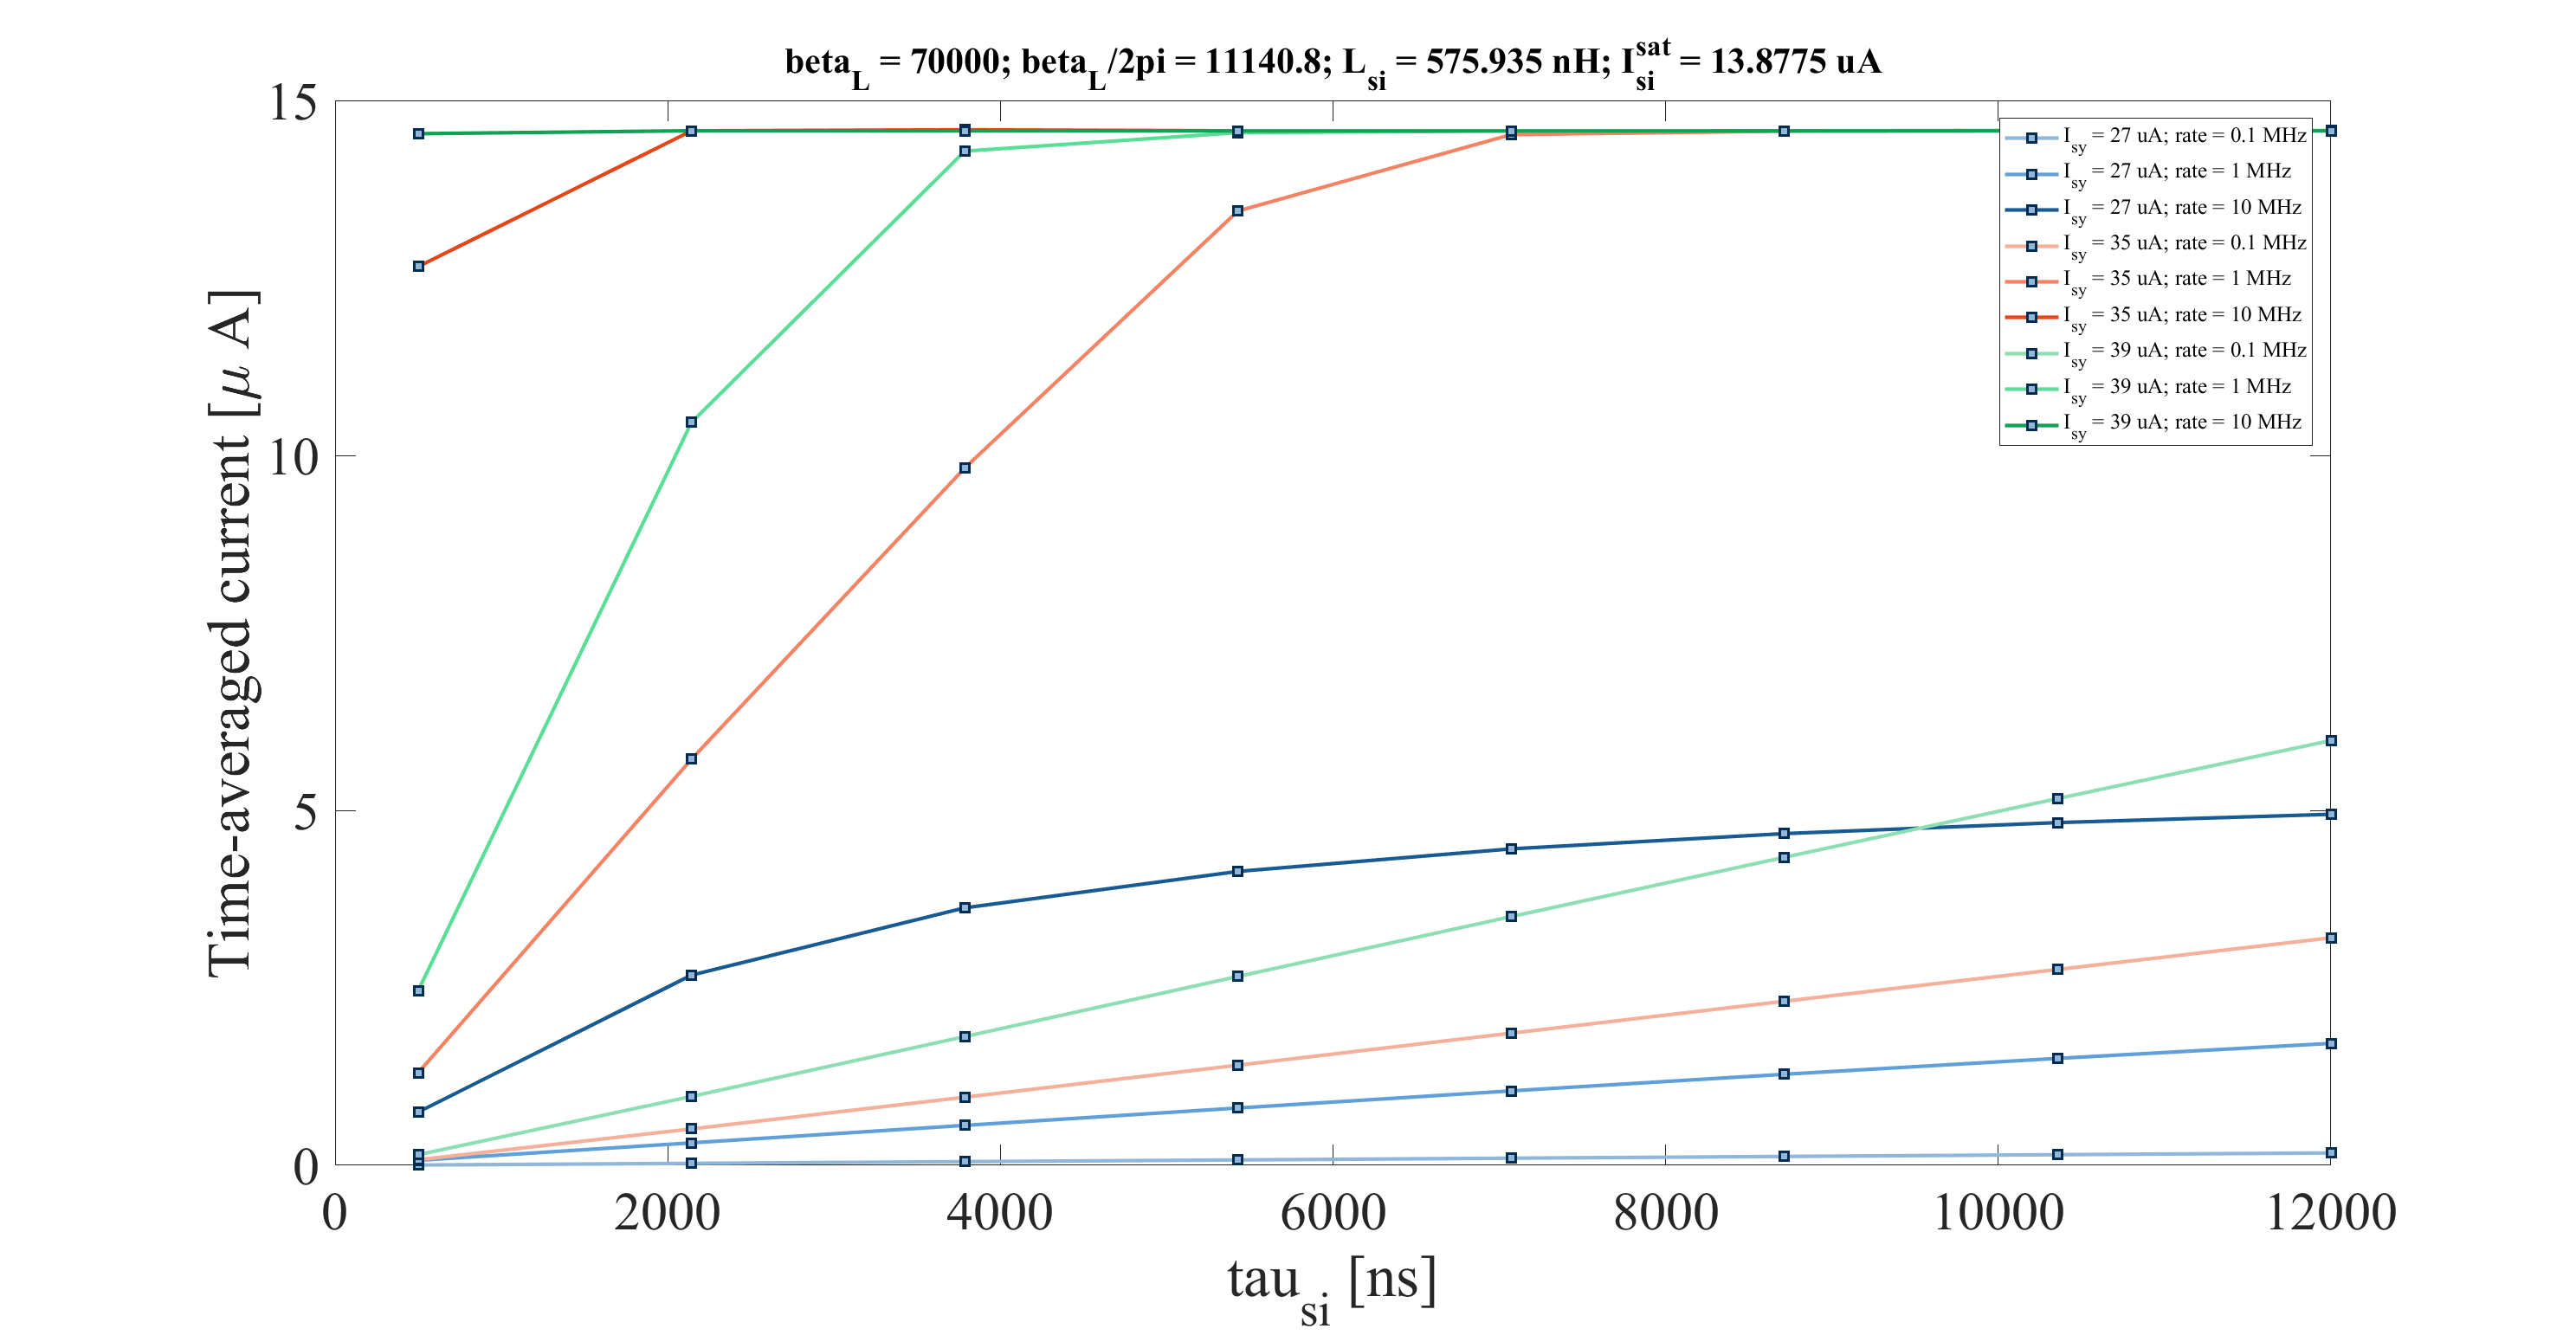 beta_L = 70000; beta_L/2pi = 11140.8; L_si = 575.935 nH; I_si^sat = 13.8775 uA
15
10
5
0
Time-averaged current [μ A]
I_sy = 27 uA; rate = 0.1 MHz
I_sy = 27 uA; rate = 1 MHz
I_sy = 27 uA; rate = 10 MHz
I_sy = 35 uA; rate = 0.1 MHz
I_sy = 35 uA; rate = 1 MHz
I_sy = 35 uA; rate = 10 MHz
I_sy = 39 uA; rate = 0.1 MHz
I_sy = 39 uA; rate = 1 MHz
I_sy = 39 uA; rate = 10 MHz
0 2000 4000 6000 8000 10000 12000
tau_si [ns]